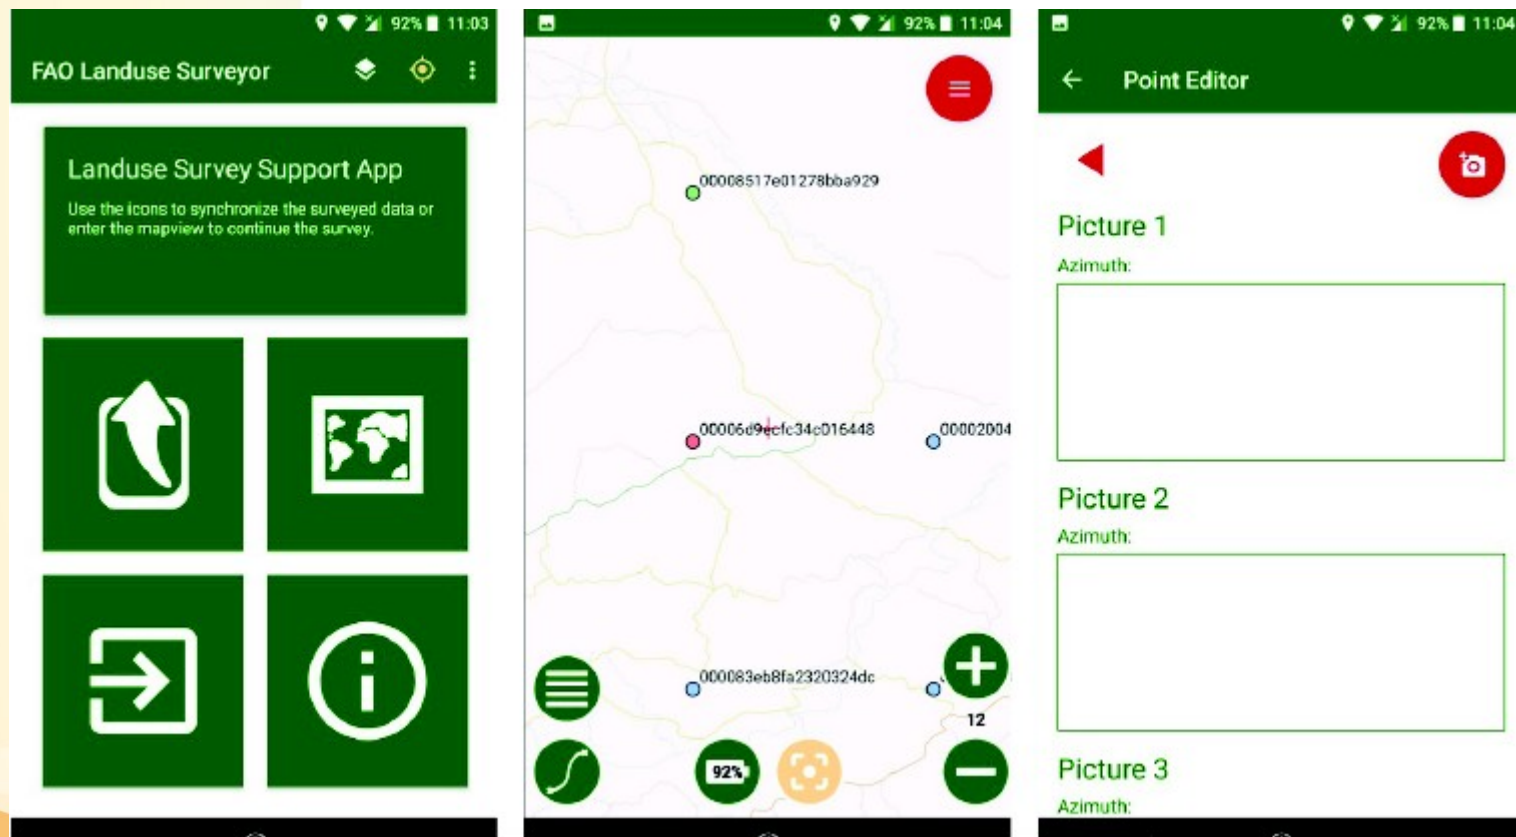 92% 11:03
FAO Landuse Surveyor
Landuse Survey Support App
Use the icons to synchronize the surveyed data or
enter the mapview to continue the survey.
92% 11:04
00008517e01278bba929
00006d9ecfc34c016448
00002004
000083eb8fa2320324dc
12
92%
92% 11:04
Point Editor
Picture 1
Azimuth:
Picture 2
Azimuth:
Picture 3
Azimuth: